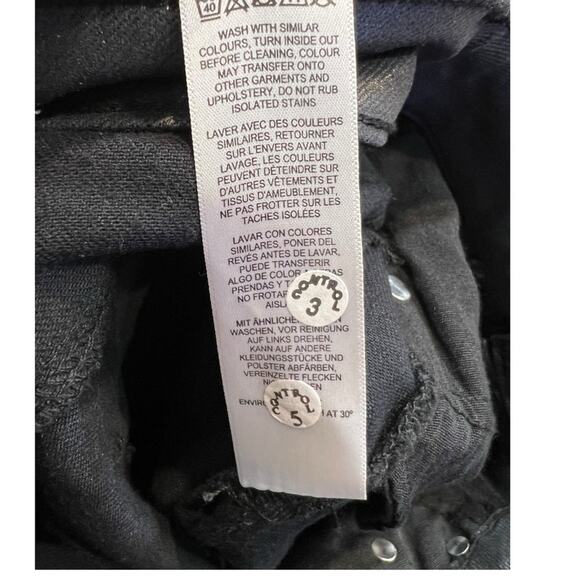 40
WASH WITH SIMILAR
COLOURS, TURN INSIDE OUT
BEFORE CLEANING, COLOUR
MAY TRANSFER ONTO
OTHER GARMENTS AND
UPHOLSTERY, DO NOT RUB
ISOLATED STAINS
LAVER AVEC DES COULEURS
SIMILAIRES, RETOURNER
SUR L'ENVERS AVANT
LAVAGE, LES COULEURS
PEUVENT DÉTEINDRE SUR
D'AUTRES VÊTEMENTS ET
TISSUS D'AMEUBLEMENT.
NE PAS FROTTER SUR LES
TACHES ISOLÉES
LAVAR CON COLORES
SIMILARES, PONER DEL
REVÉS ANTES DE LAVAR,
PUEDE TRANSFERIR
ALGO DE COLOR
PRENDAS Y
NO FROTAR
CONTROL
3
MIT
WASCHEN, VOR REINIGUNG
AUF LINKS DREHEN,
KANN AUF ANDERE
KLEIDUNGSSTÜCKE UND
POLSTER ABFÄRBEN,
VEREINZELTE FLECKEN
CONTROL
5
AT 30°